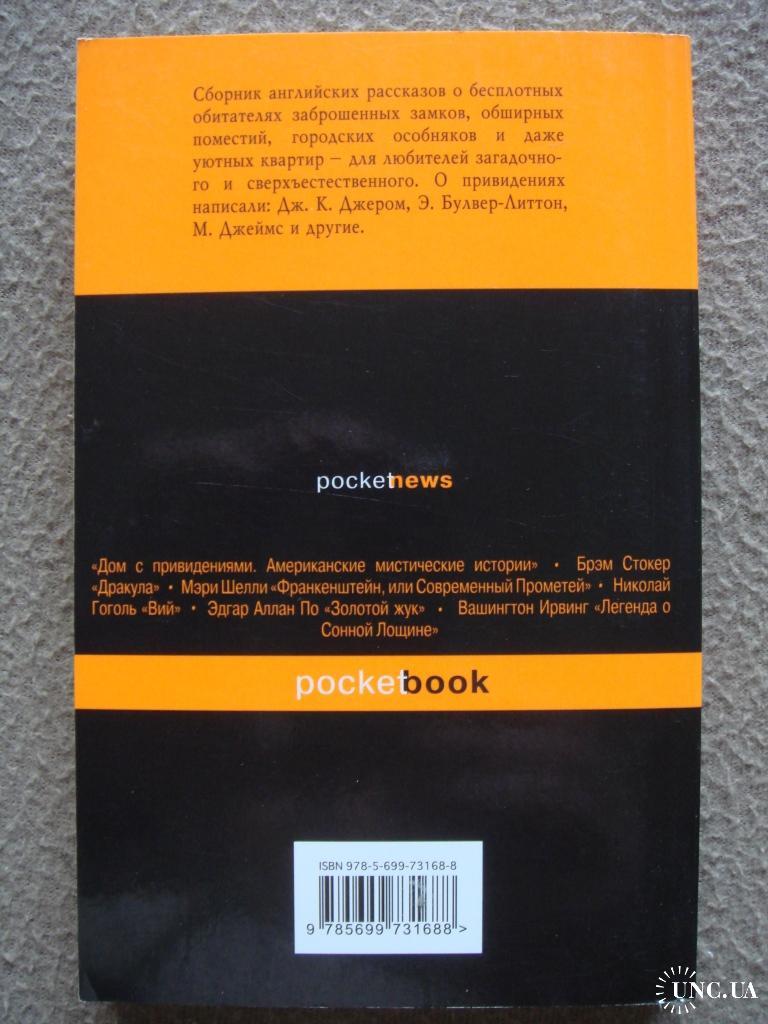 Сборник английских рассказов о бесплотных
обитателях заброшенных замков, обширных
поместий, городских особняков и даже
уютных квартир – для любителей загадочно-
го и сверхъестественного. О привидениях
написали: Дж. К. Джером, Э. Булвер-Литтон,
М. Джеймс и другие.
pocketnews
«Дом с привидениями. Американские мистические истории» • Брэм Стокер
«Дракула» • Мэри Шелли «Франкенштейн, или Современный Прометей» • Николай
Гоголь «Вий» • Эдгар Аллан По «Золотой жук» • Вашингтон Ирвинг «Легенда о
Сонной Лощине»
pocketbook
ISBN 978-5-699-73168-8
9 785699 731688 >
UNC.UA